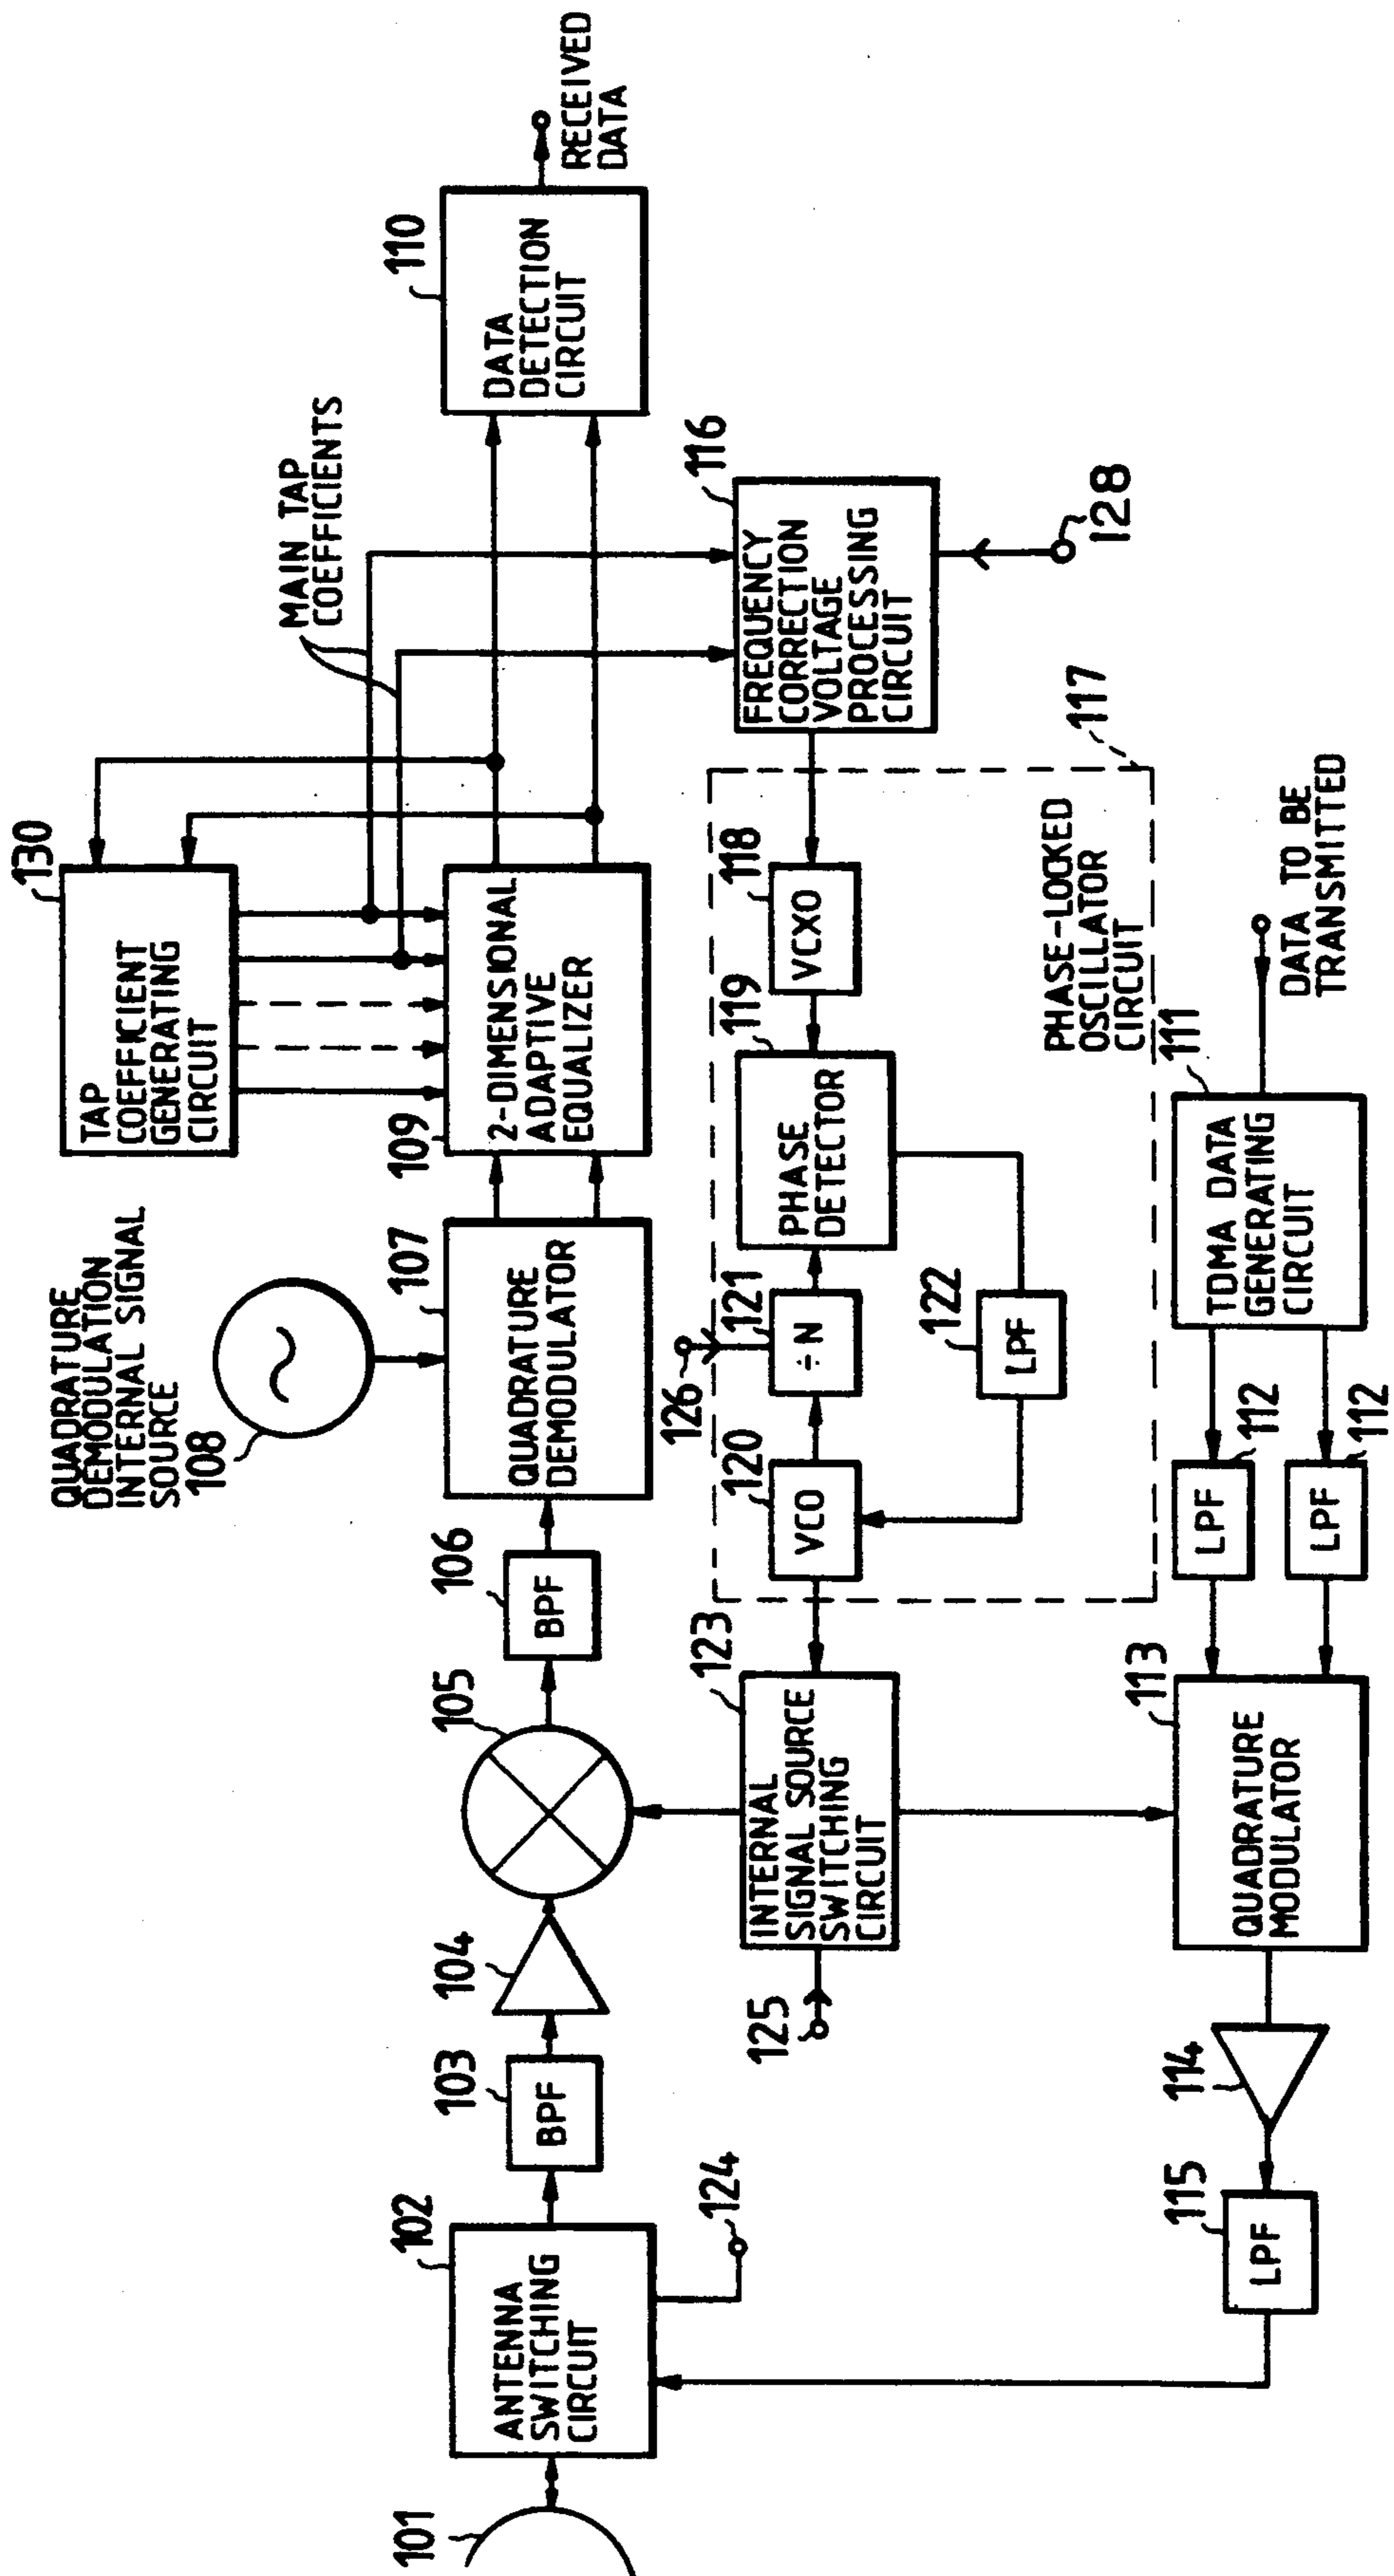 101
102
ANTENNA
SWITCHING
CIRCUIT
124
103
BPF
104
105
106
BPF
QUADRATURE
DEMODULATION
INTERNAL SIGNAL
SOURCE
108
107
QUADRATURE
DEMODULATOR
130
TAP
COEFFICIENT
GENERATING
CIRCUIT
109
2-DIMENSIONAL
ADAPTIVE
EQUALIZER
MAIN TAP
COEFFICIENTS
110
DATA
DETECTION
CIRCUIT
RECEIVED
DATA
125
123
INTERNAL
SIGNAL SOURCE
SWITCHING
CIRCUIT
120
VCO
126
121
÷N
119
PHASE
DETECTOR
118
VCXO
122
LPF
117
PHASE-LOCKED
OSCILLATOR
CIRCUIT
116
FREQUENCY
CORRECTION
VOLTAGE
PROCESSING
CIRCUIT
128
115
LPF
114
113
QUADRATURE
MODULATOR
112
LPF
112
LPF
111
TDMA DATA
GENERATING
CIRCUIT
DATA TO BE
TRANSMITTED